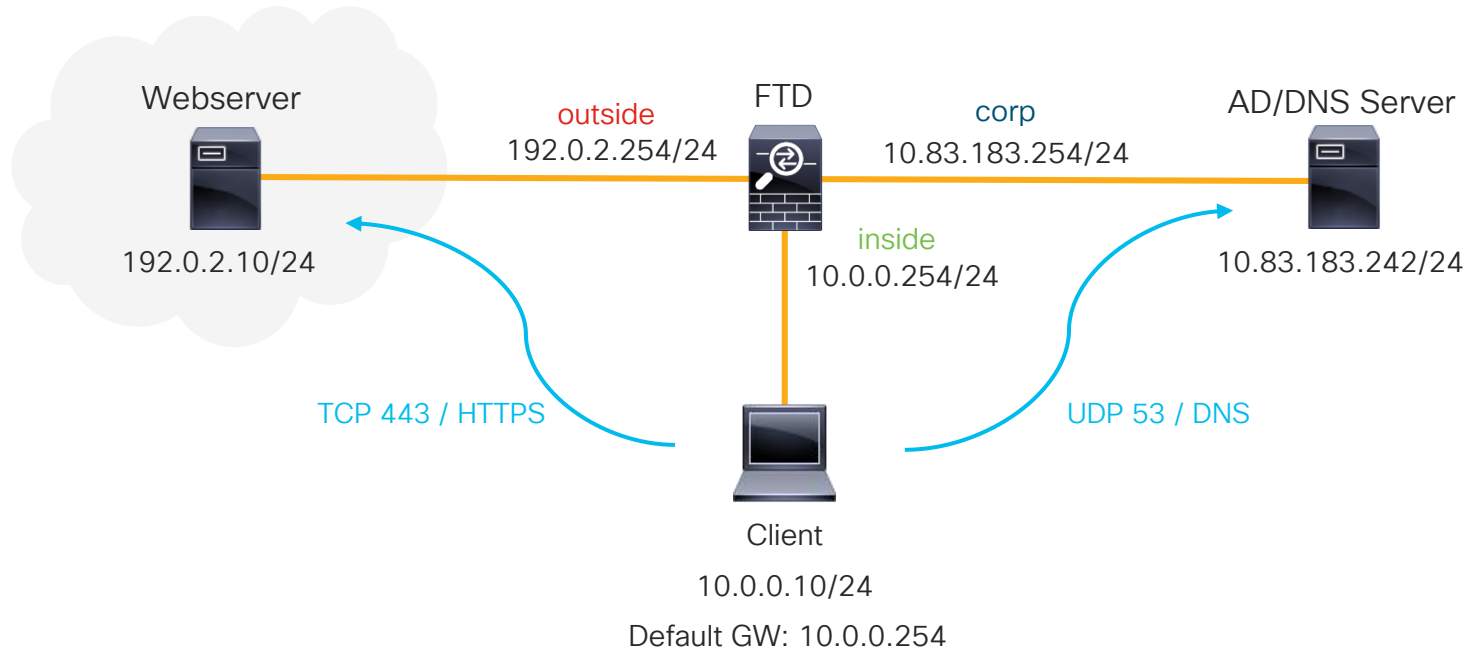 Webserver
192.0.2.10/24
outside
192.0.2.254/24
FTD
corp
10.83.183.254/24
AD/DNS Server
10.83.183.242/24
inside
10.0.0.254/24
TCP 443 / HTTPS
UDP 53 / DNS
Client
10.0.0.10/24
Default GW: 10.0.0.254